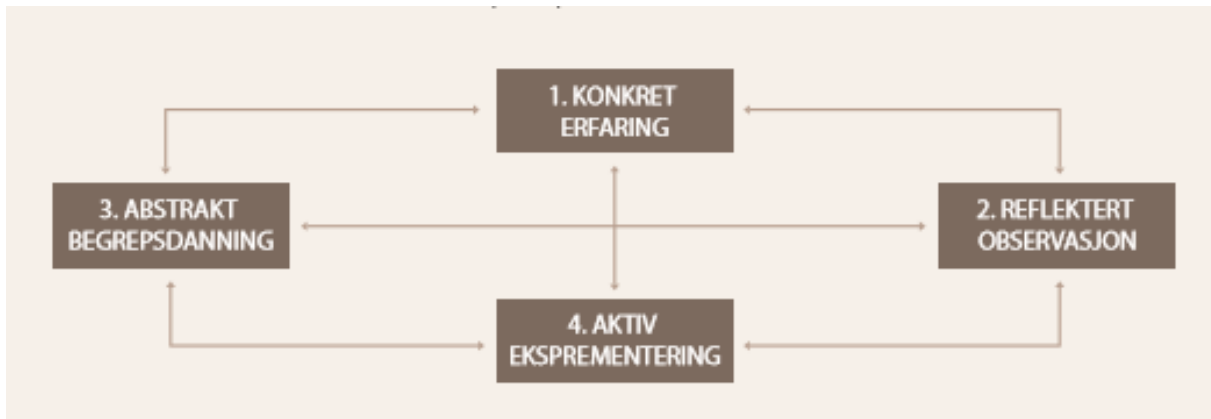 1. KONKRET
ERFARING
2. REFLEKTERT
OBSERVASJON
3. ABSTRAKT
BEGREPSDANNING
4. AKTIV
EKSPREMENTERING